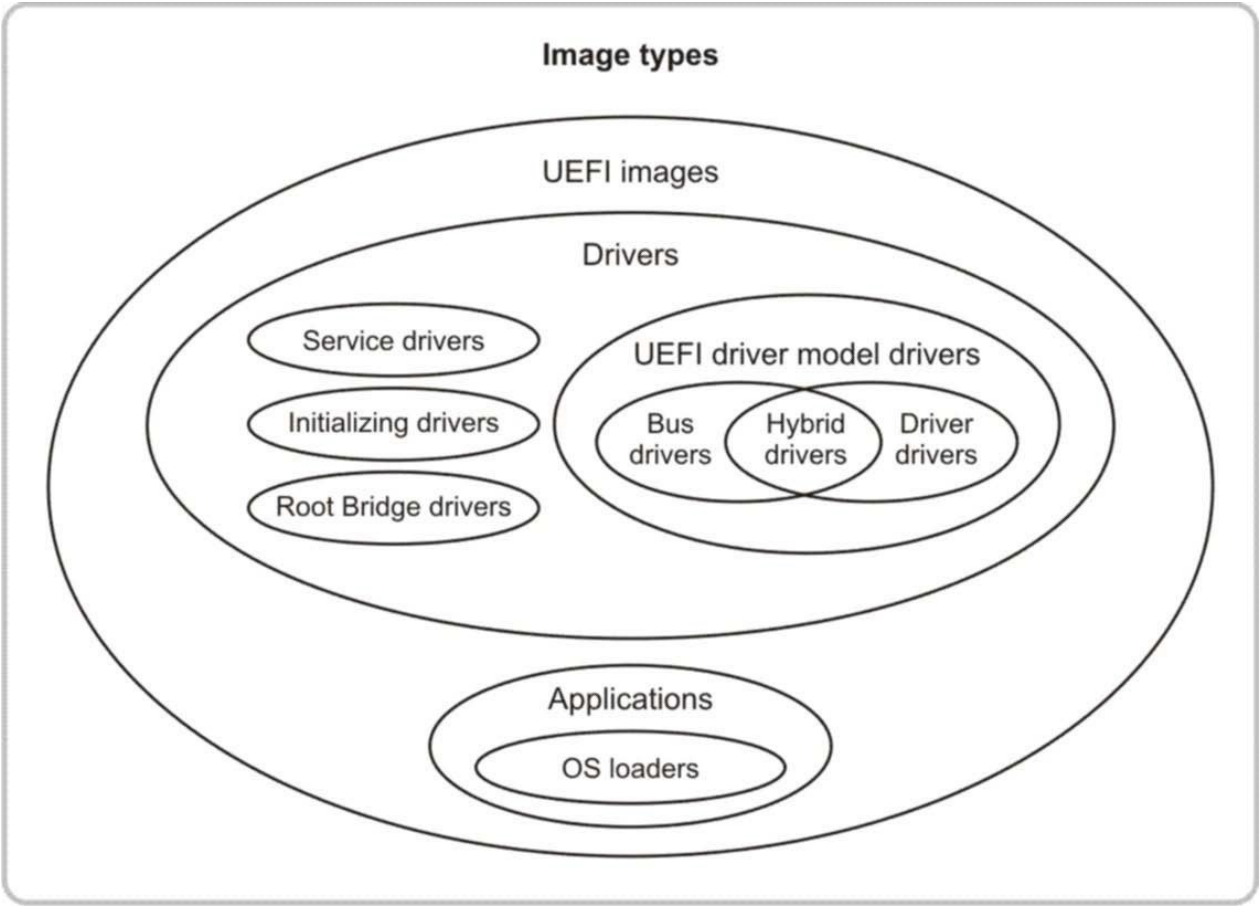 Image types
UEFI images
Drivers
Service drivers
Initializing drivers
Root Bridge drivers
UEFI driver model drivers
Bus
drivers
Hybrid
drivers
Driver
drivers
Applications
OS loaders